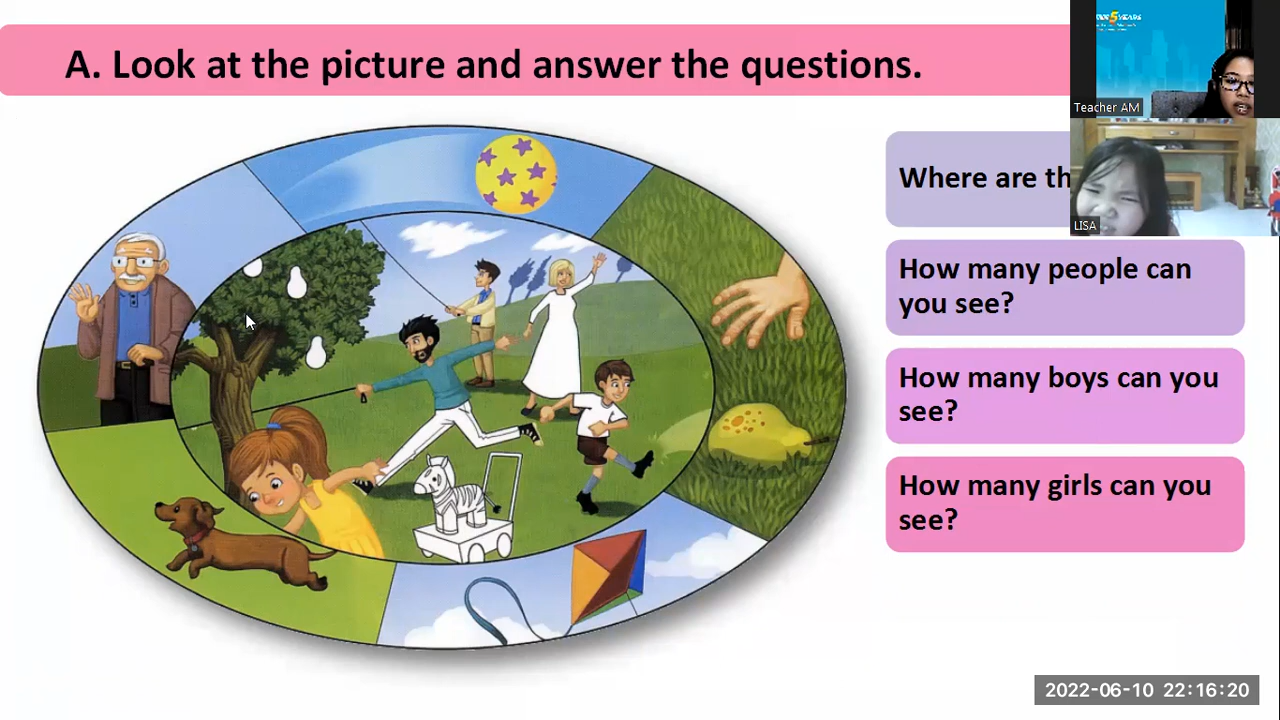 A. Look at the picture and answer the questions.
Teacher AM
Where are th
LISA
How many people can
you see?
How many boys can you
see?
How many girls can you
see?
2022-06-10 22:16:20